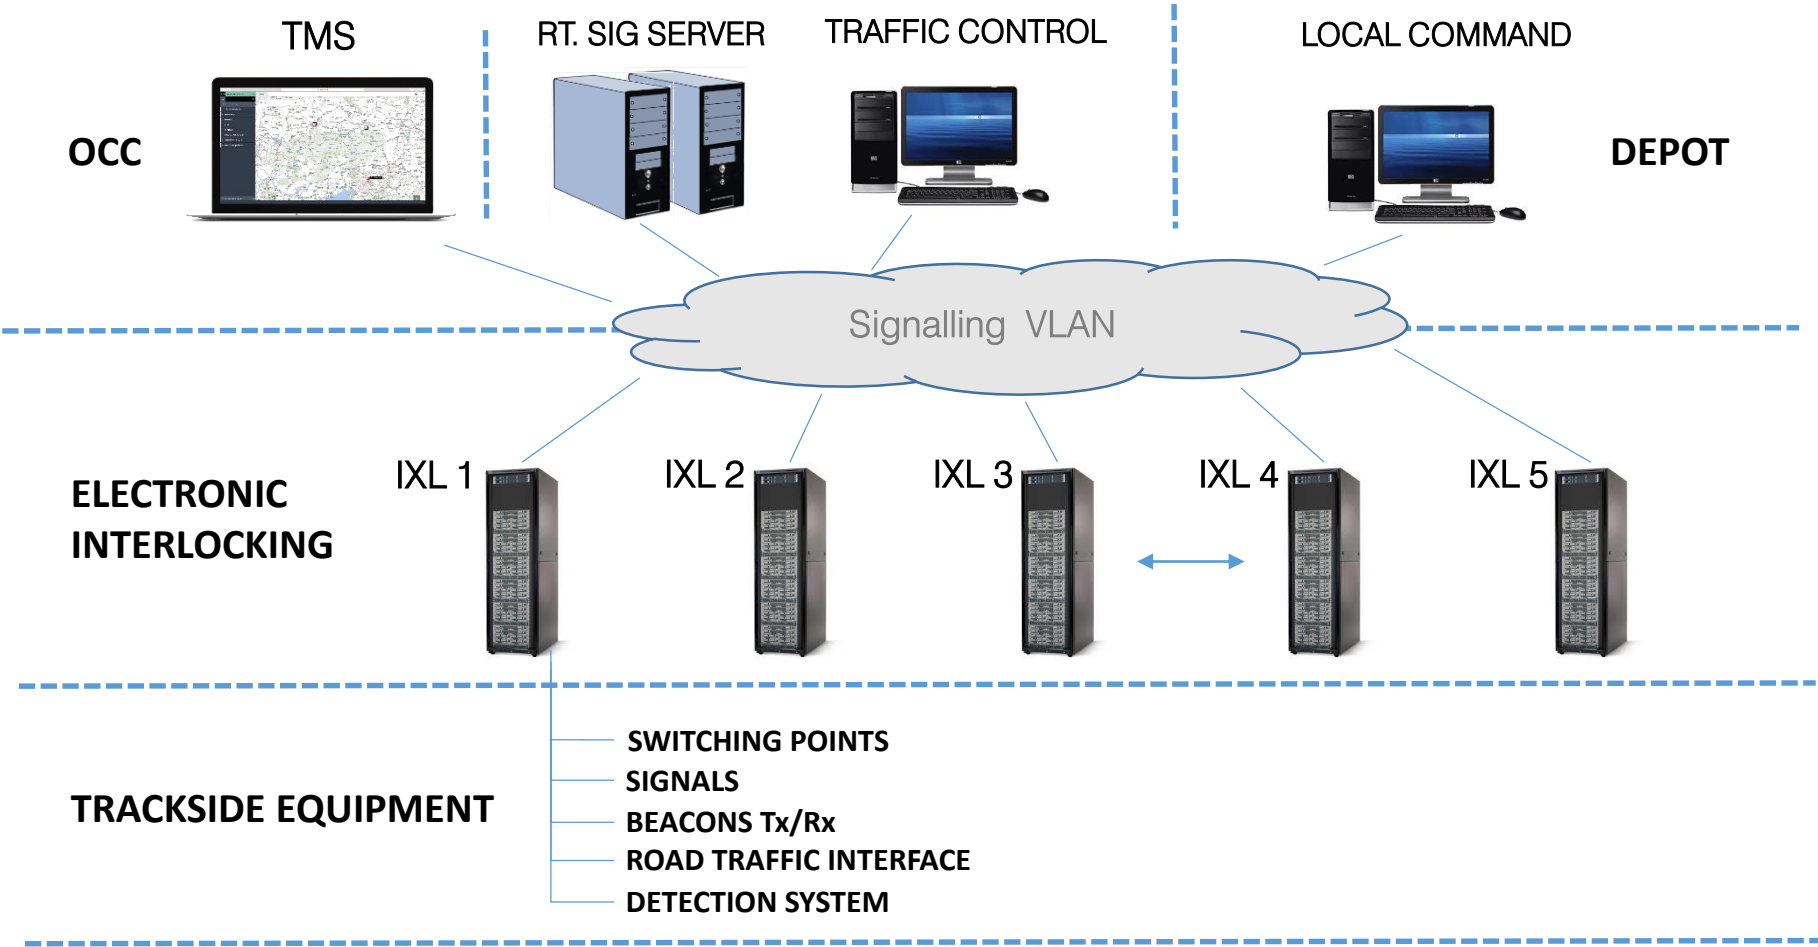 TMS
RT. SIG SERVER
TRAFFIC CONTROL
LOCAL COMMAND
OCC
DEPOT
Signalling VLAN
ELECTRONIC
INTERLOCKING
IXL 1
IXL 2
IXL 3
IXL 4
IXL 5
TRACKSIDE EQUIPMENT
SWITCHING POINTS
SIGNALS
BEACONS Tx/Rx
ROAD TRAFFIC INTERFACE
DETECTION SYSTEM